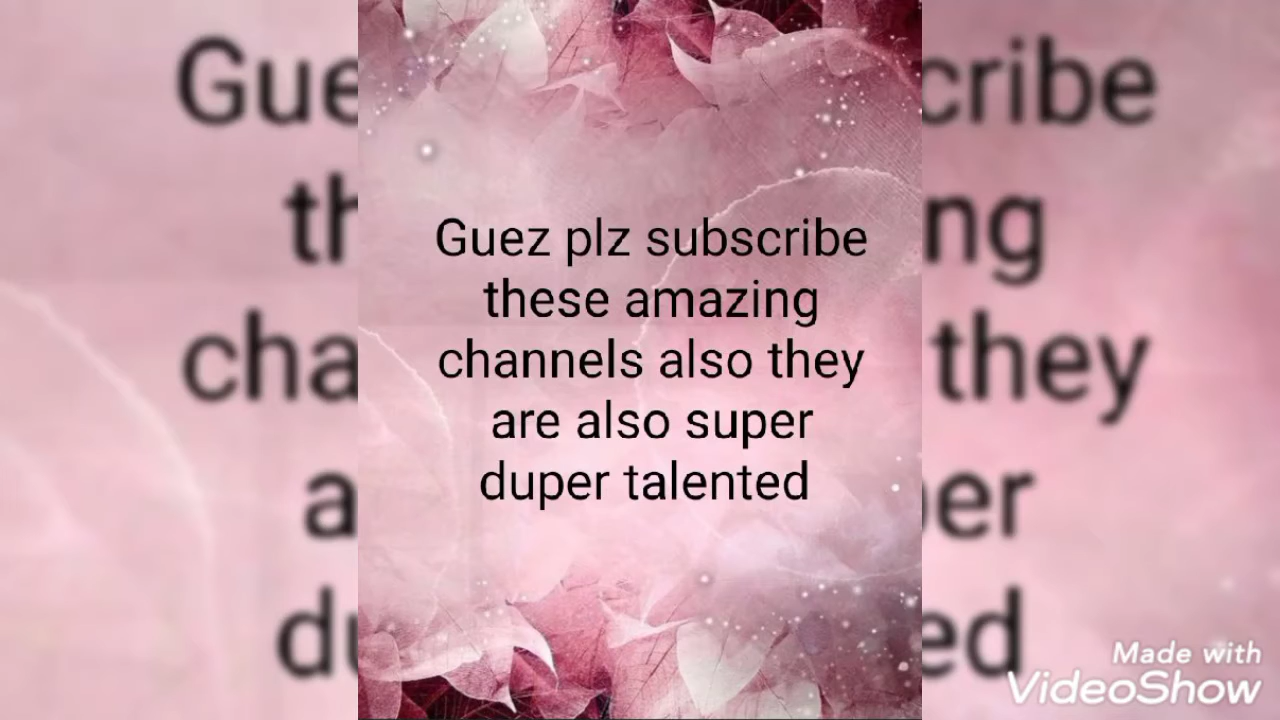 Guez plz subscribe
these amazing
channels also they
are also super
duper talented
Made with
VideoShow